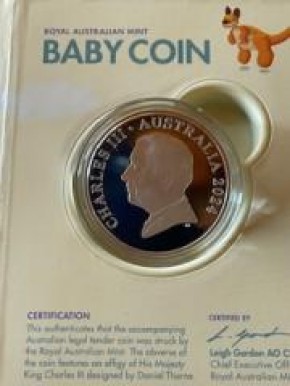 ROYAL AUSTRALIAN MINT
BABY COIN
CHARLES III • AUSTRALIA 2024
CERTIFICATION
This authenticates that the accompanying
Australian legal tender coin was struck by
the Royal Australian Mint. The obverse of
the coin features an effigy of His Majesty
King Charles III designed by Daniel Thorne
CERTIFIED BY
Leigh Gordon AO C
Chief Executive Off
Royal Australian M